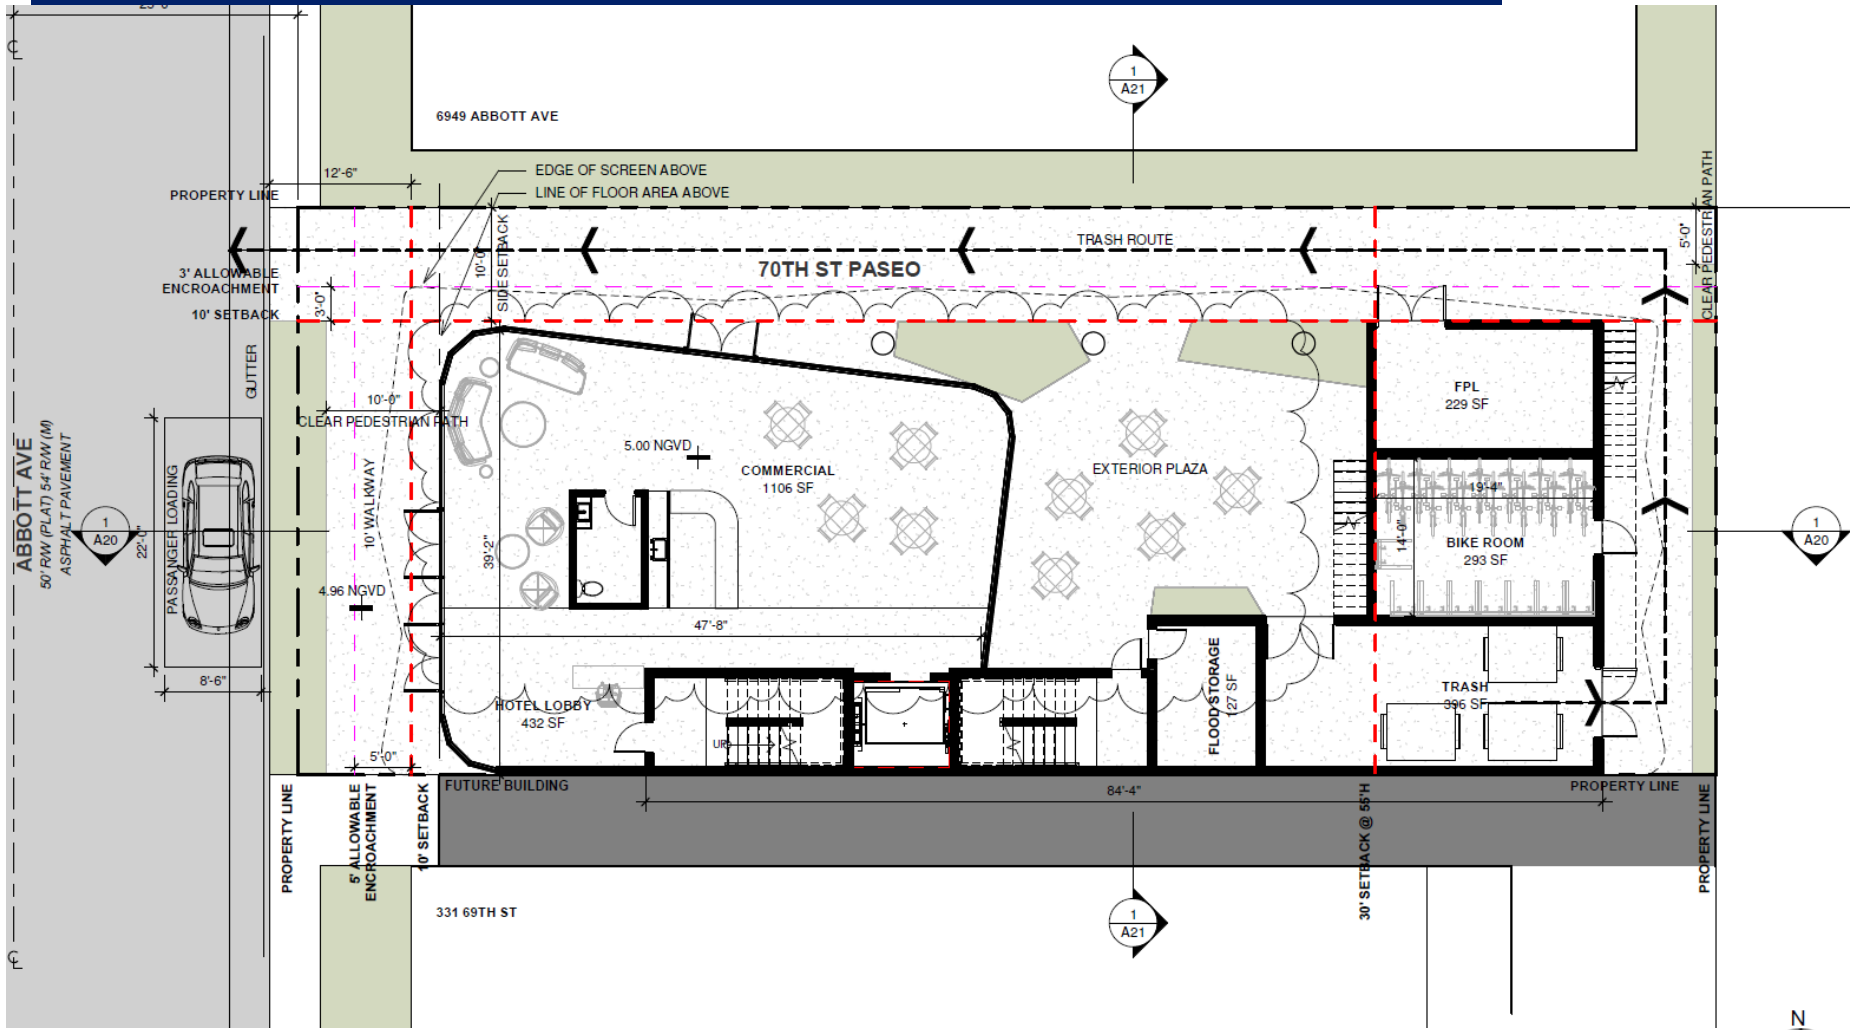 6949 ABBOTT AVE
1
A21
EDGE OF SCREEN ABOVE
LINE OF FLOOR AREA ABOVE
12'-6"
PROPERTY LINE
CLEAR PEDESTRIAN PATH
5'-0"
10'-0"
SIDE SETBACK
TRASH ROUTE
70TH ST PASEO
3' ALLOWABLE
ENCROACHMENT
3'-0"
10' SETBACK
GUTTER
10'-0"
CLEAR PEDESTRIAN PATH
FPL
229 SF
5.00 NGVD
COMMERCIAL
1106 SF
EXTERIOR PLAZA
ABBOTT AVE
50' R/W (PLAT) 54' R/W (M)
ASPHALT PAVEMENT
1
A20
22'-0"
PASSANGER LOADING
10' WALKWAY
39'-2"
19'-4"
14'-0"
BIKE ROOM
293 SF
1
A20
4.96 NGVD
47'-8"
8'-6"
HOTEL LOBBY
432 SF
UP
FLOOD STORAGE
127 SF
TRASH
396 SF
5'-0"
FUTURE BUILDING
84'-4"
PROPERTY LINE
PROPERTY LINE
5' ALLOWABLE
ENCROACHMENT
10' SETBACK
30' SETBACK @ 55'H
PROPERTY LINE
331 69TH ST
1
A21
N